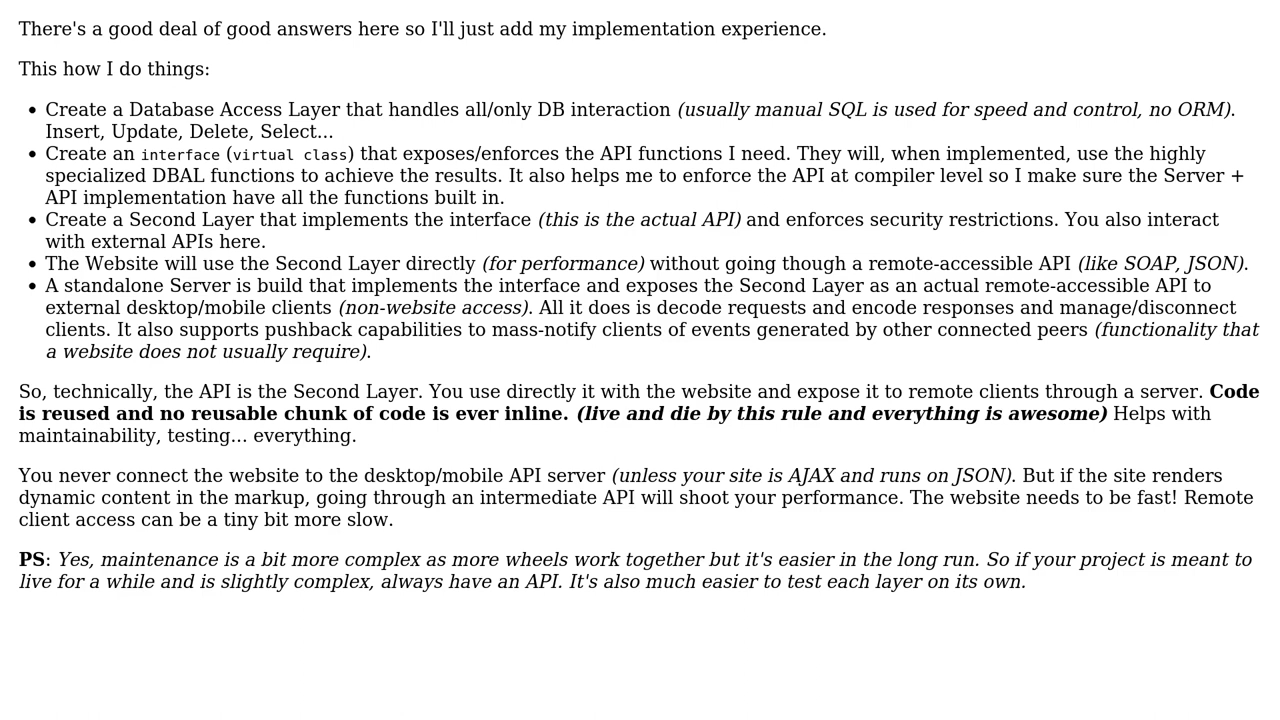 There's a good deal of good answers here so I'll just add my implementation experience.
This how I do things:
• Create a Database Access Layer that handles all/only DB interaction (usually manual SQL is used for speed and control, no ORM).
Insert, Update, Delete, Select...
• Create an interface (virtual class) that exposes/enforces the API functions I need. They will, when implemented, use the highly
specialized DBAL functions to achieve the results. It also helps me to enforce the API at compiler level so I make sure the Server +
API implementation have all the functions built in.
• Create a Second Layer that implements the interface (this is the actual API) and enforces security restrictions. You also interact
with external APIs here.
• The Website will use the Second Layer directly (for performance) without going though a remote-accessible API (like SOAP, JSON).
• A standalone Server is build that implements the interface and exposes the Second Layer as an actual remote-accessible API to
external desktop/mobile clients (non-website access). All it does is decode requests and encode responses and manage/disconnect
clients. It also supports pushback capabilities to mass-notify clients of events generated by other connected peers (functionality that
a website does not usually require).
So, technically, the API is the Second Layer. You use directly it with the website and expose it to remote clients through a server. Code
is reused and no reusable chunk of code is ever inline. (live and die by this rule and everything is awesome) Helps with
maintainability, testing... everything.
You never connect the website to the desktop/mobile API server (unless your site is AJAX and runs on JSON). But if the site renders
dynamic content in the markup, going through an intermediate API will shoot your performance. The website needs to be fast! Remote
client access can be a tiny bit more slow.
PS: Yes, maintenance is a bit more complex as more wheels work together but it's easier in the long run. So if your project is meant to
live for a while and is slightly complex, always have an API. It's also much easier to test each layer on its own.